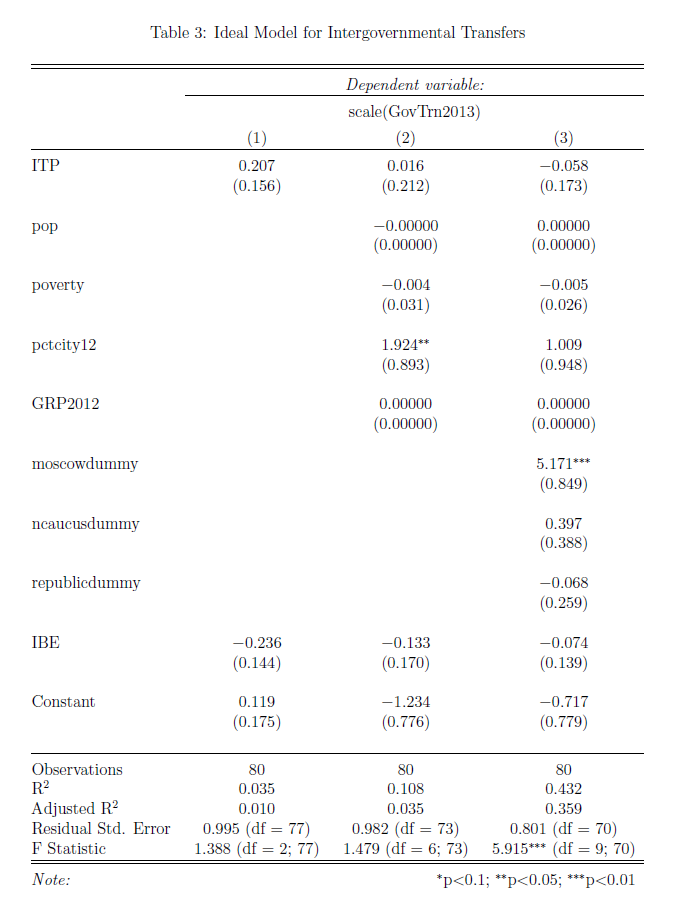 Table 3: Ideal Model for Intergovernmental Transfers
Dependent variable:
scale(GovTrn2013)
(1) (2) (3)
ITP 0.207 0.016 −0.058
(0.156) (0.212) (0.173)
pop −0.00000 0.00000
(0.00000) (0.00000)
poverty −0.004 −0.005
(0.031) (0.026)
pctcity12 1.924** 1.009
(0.893) (0.948)
GRP2012 0.00000 0.00000
(0.00000) (0.00000)
moscowdummy 5.171***
(0.849)
ncaucusdummy 0.397
(0.388)
republicdummy −0.068
(0.259)
IBE −0.236 −0.133 −0.074
(0.144) (0.170) (0.139)
Constant 0.119 −1.234 −0.717
(0.175) (0.776) (0.779)
Observations 80 80 80
R² 0.035 0.108 0.432
Adjusted R² 0.010 0.035 0.359
Residual Std. Error 0.995 (df = 77) 0.982 (df = 73) 0.801 (df = 70)
F Statistic 1.388 (df = 2; 77) 1.479 (df = 6; 73) 5.915*** (df = 9; 70)
Note: *p<0.1; **p<0.05; ***p<0.01